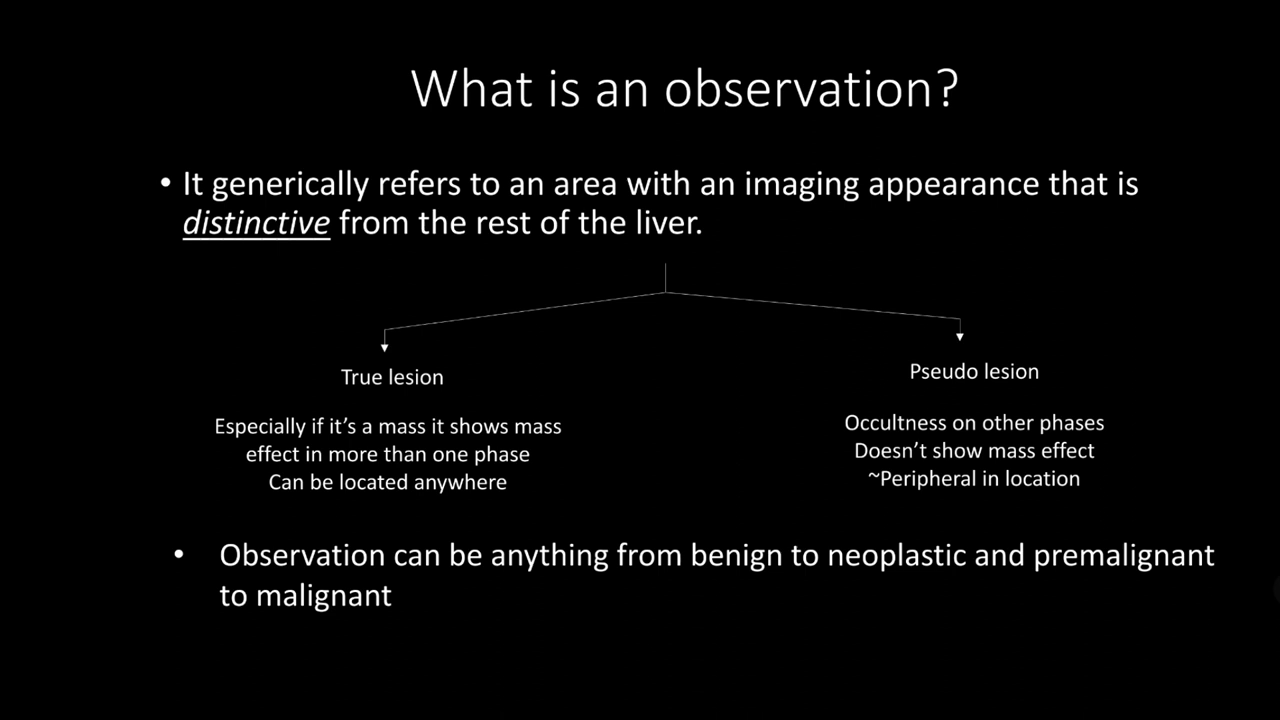 What is an observation?
• It generically refers to an area with an imaging appearance that is
distinctive from the rest of the liver.
True lesion
Especially if it’s a mass it shows mass
effect in more than one phase
Can be located anywhere
Pseudo lesion
Occultness on other phases
Doesn’t show mass effect
~Peripheral in location
• Observation can be anything from benign to neoplastic and premalignant
to malignant